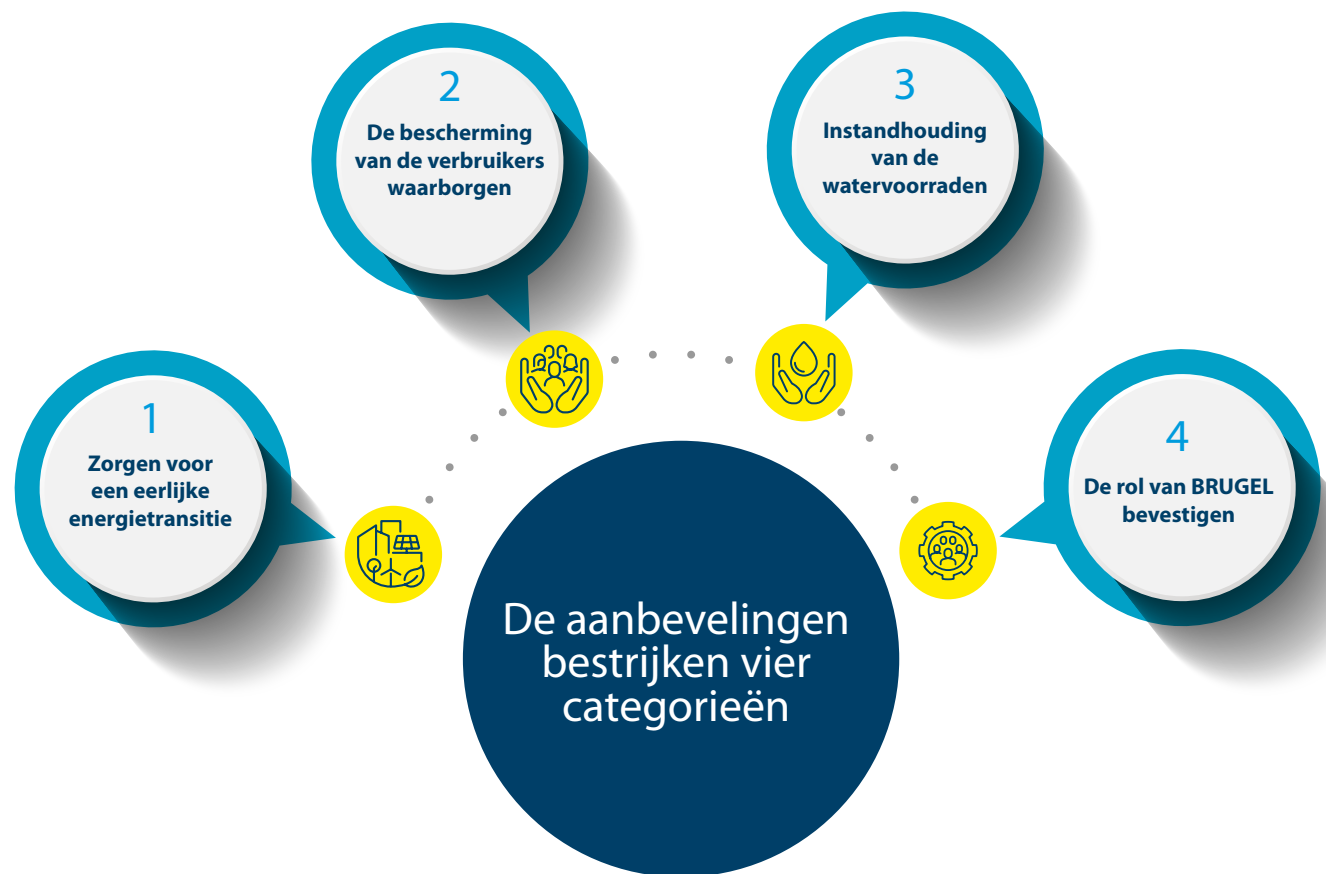 1
Zorgen voor
een eerlijke
energietransitie
2
De bescherming
van de verbruikers
waarborgen
3
Instandhouding
van de
watervoorraden
4
De rol van BRUGEL
bevestigen
De aanbevelingen
bestrijken vier
categorieën